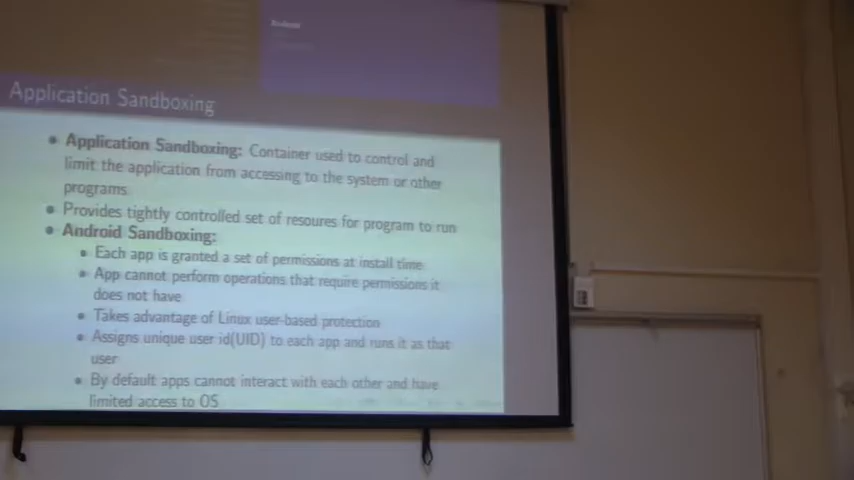 Android
Application Sandboxing
Application Sandboxing: Container used to control and
limit the application from accessing to the system or other
programs.
Provides tightly controlled set of resoures for program to run
Android Sandboxing:
Each app is granted a set of permissions at install time
App cannot perform operations that require permissions it
does not have
Takes advantage of Linux user-based protection
Assigns unique user id(UID) to each app and runs it as that
user
By default apps cannot interact with each other and have
limited access to OS